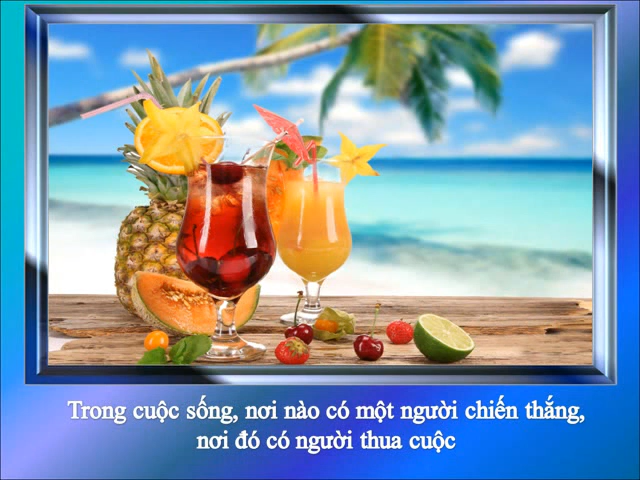 Trong cuộc sống, nơi nào có một người chiến thắng,
nơi đó có người thua cuộc